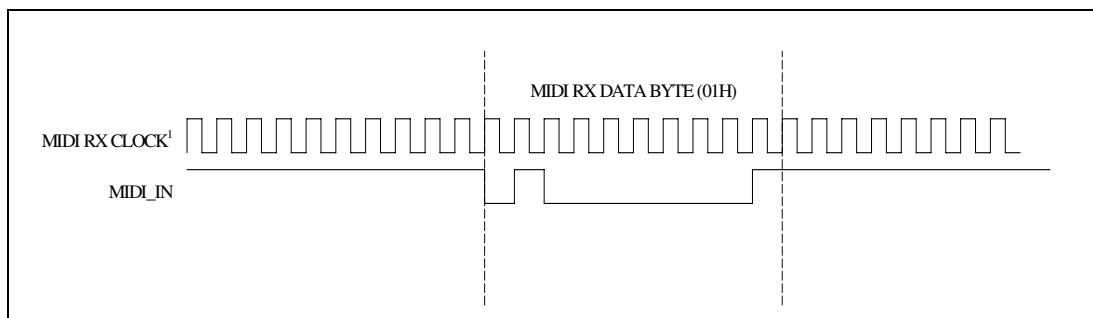 MIDI RX DATA BYTE (01H)
MIDI RX CLOCK¹
MIDI_IN